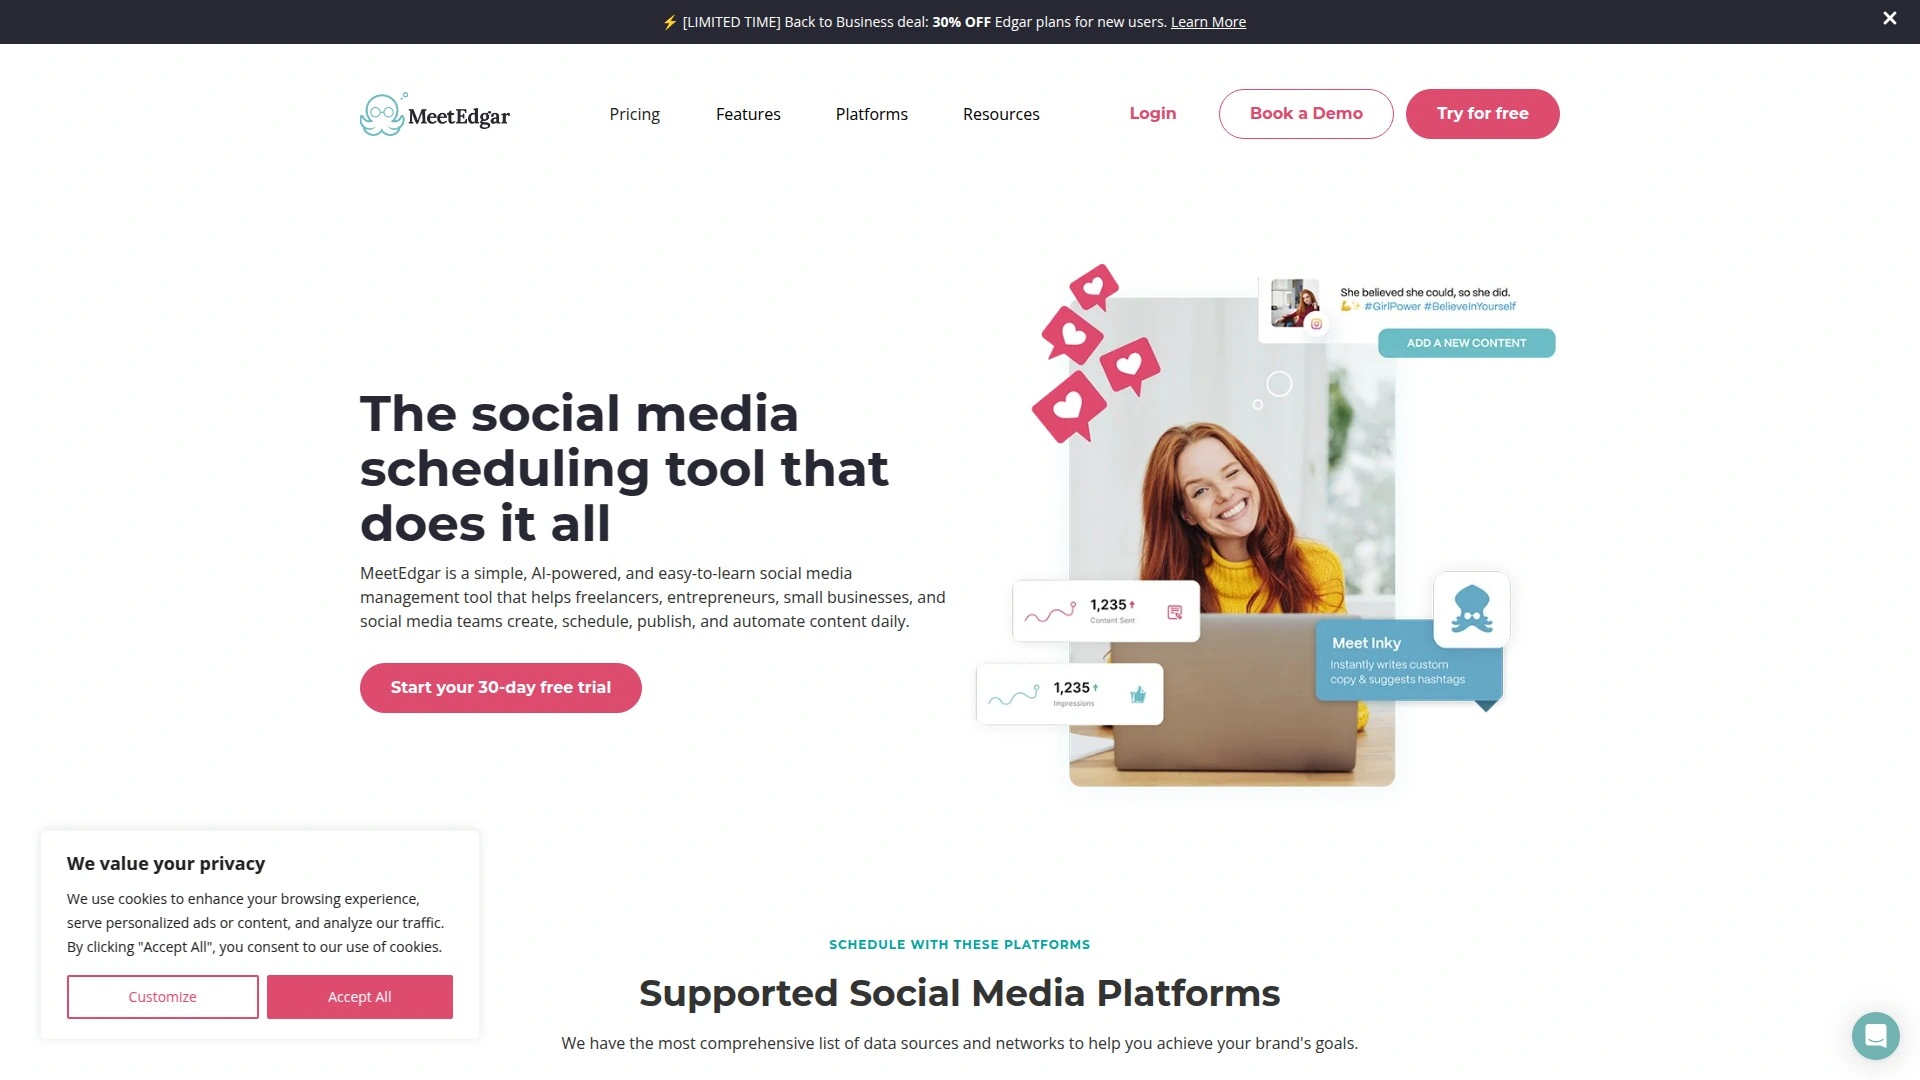 ⚡ [LIMITED TIME] Back to Business deal: 30% OFF Edgar plans for new users. Learn More
MeetEdgar
Pricing
Features
Platforms
Resources
Login
Book a Demo
Try for free
She believed she could, so she did.
💪✨ #GirlPower #BelieveInYourself
ADD A NEW CONTENT
The social media
scheduling tool that
does it all
MeetEdgar is a simple, AI-powered, and easy-to-learn social media
management tool that helps freelancers, entrepreneurs, small businesses, and
social media teams create, schedule, publish, and automate content daily.
Start your 30-day free trial
1,235
Content Sent
1,235
Impressions
Meet Inky
Instantly writes custom
copy & suggests hashtags
We value your privacy
We use cookies to enhance your browsing experience,
serve personalized ads or content, and analyze our traffic.
By clicking "Accept All", you consent to our use of cookies.
Customize
Accept All
SCHEDULE WITH THESE PLATFORMS
Supported Social Media Platforms
We have the most comprehensive list of data sources and networks to help you achieve your brand's goals.